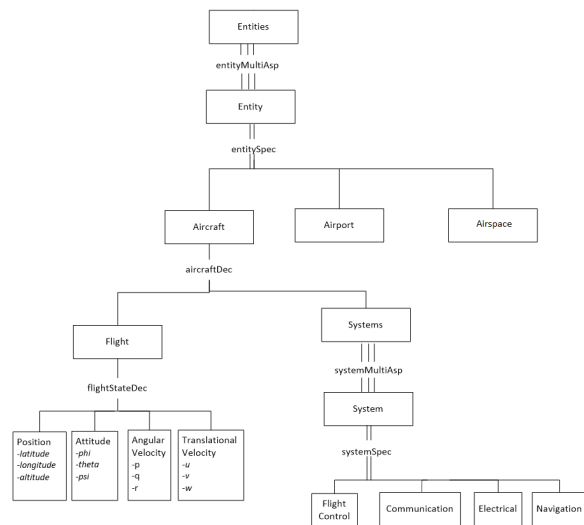 Entities
entityMultiAsp
Entity
entitySpec
Aircraft
Airport
Airspace
aircraftDec
Flight
Systems
flightStateDec
systemMultiAsp
System
Position
-latitude
-longitude
-altitude
Attitude
-phi
-theta
-psi
Angular
Velocity
-p
-q
-r
Translational
Velocity
-u
-v
-w
systemSpec
Flight
Control
Communication
Electrical
Navigation